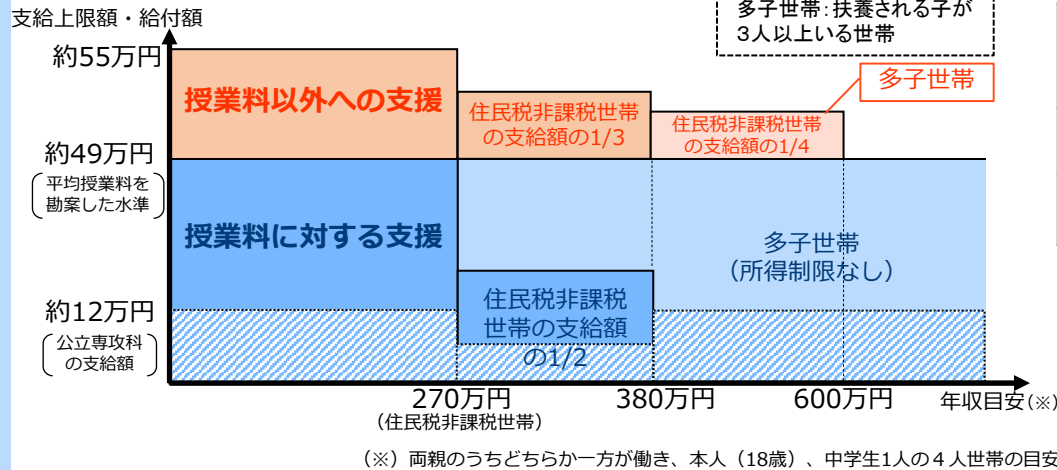 支給上限額・給付額
多子世帯：扶養される子が
３人以上いる世帯
約55万円
多子世帯
授業料以外への支援
住民税非課税世帯
の支給額の1/3
住民税非課税世帯
の支給額の1/4
約49万円
平均授業料を
勘案した水準
授業料に対する支援
多子世帯
（所得制限なし）
約12万円
公立専攻科
の支給額
住民税非課税
世帯の支給額
の1/2
270万円
380万円
600万円
年収目安(※)
(住民税非課税世帯)
（※）両親のうちどちらか一方が働き、本人（18歳）、中学生1人の４人世帯の目安